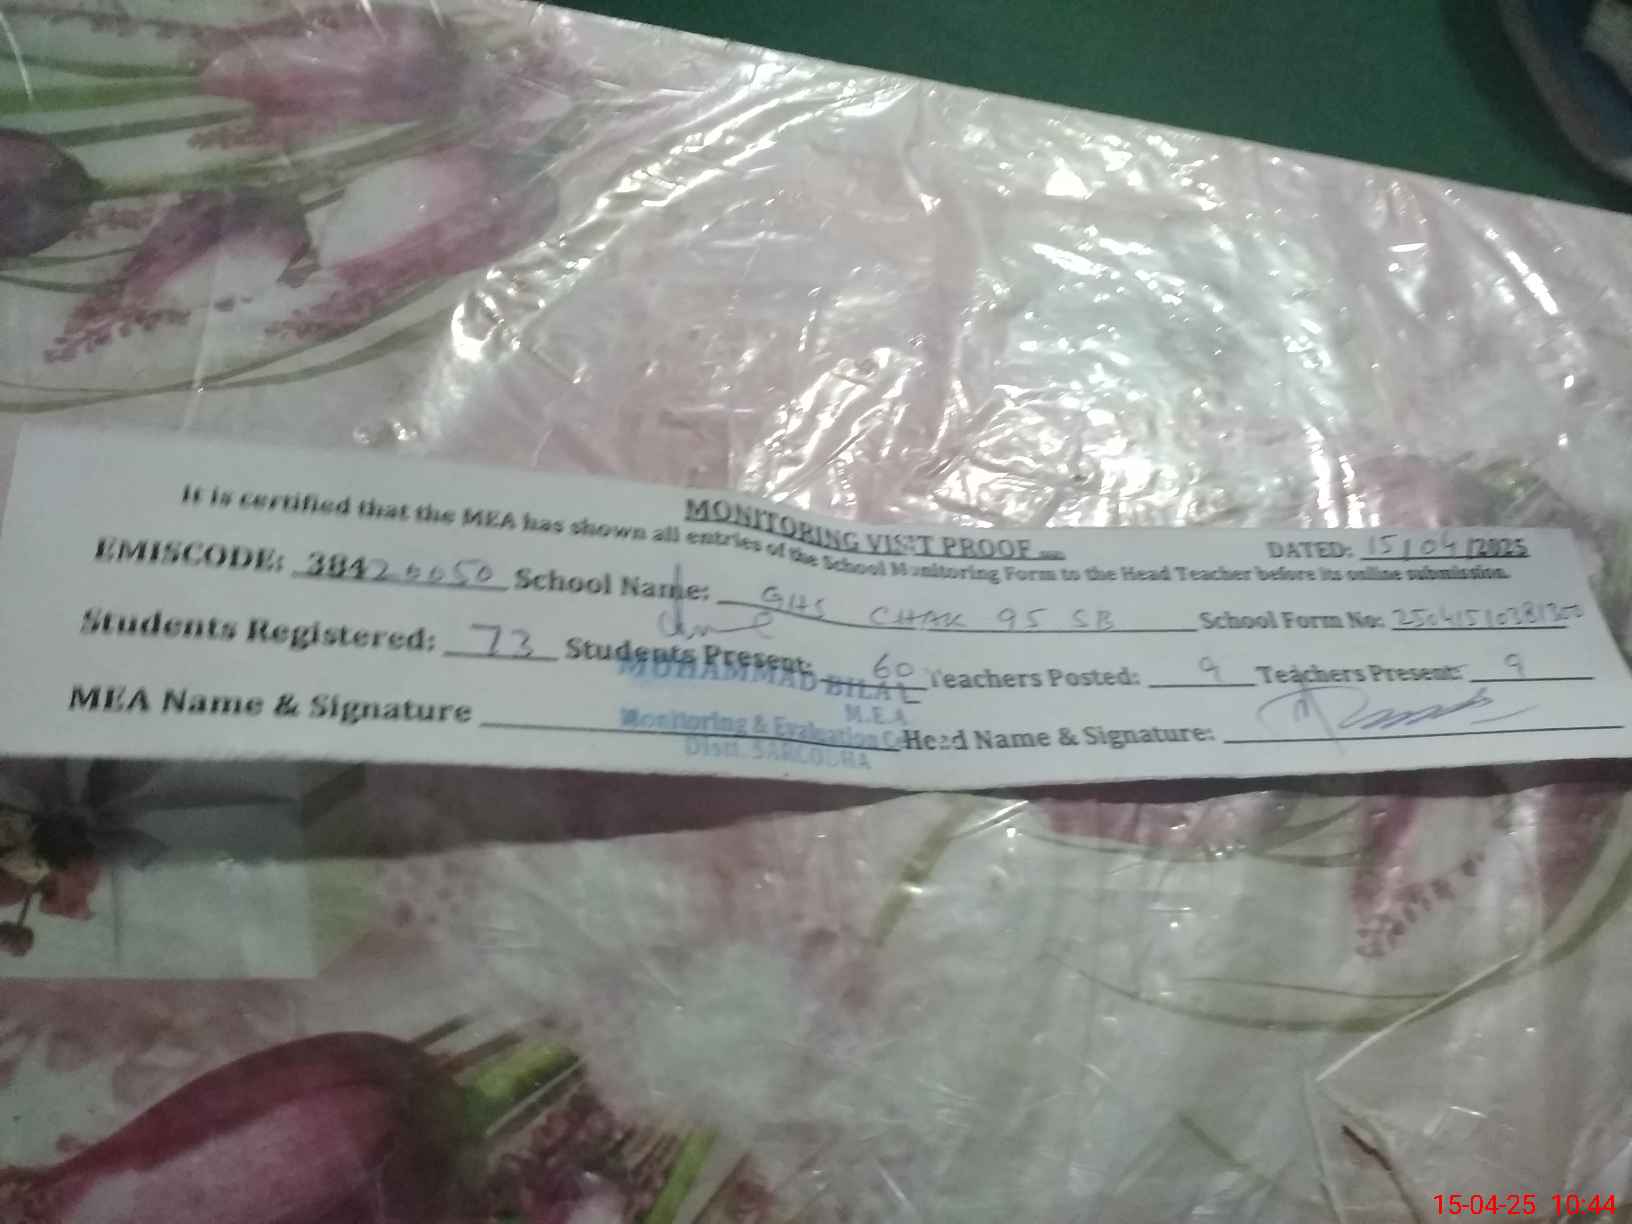 MONITORING VISIT PROOF
DATED: 15/04/2025
It is certified that the MEA has shown all entries of the School Monitoring Form to the Head Teacher before its online submission.
EMISCODE: 38420050 School Name: GHS CHAK 95 SB School Form No:
Students Registered: 73 Students Present: 60 Teachers Posted: 9 Teachers Present: 9
MEA Name & Signature Head Name & Signature:
MUHAMMAD BILAL
M.E.A
Monitoring & Evaluation
Distt. SARGODHA
15-04-25 10:44